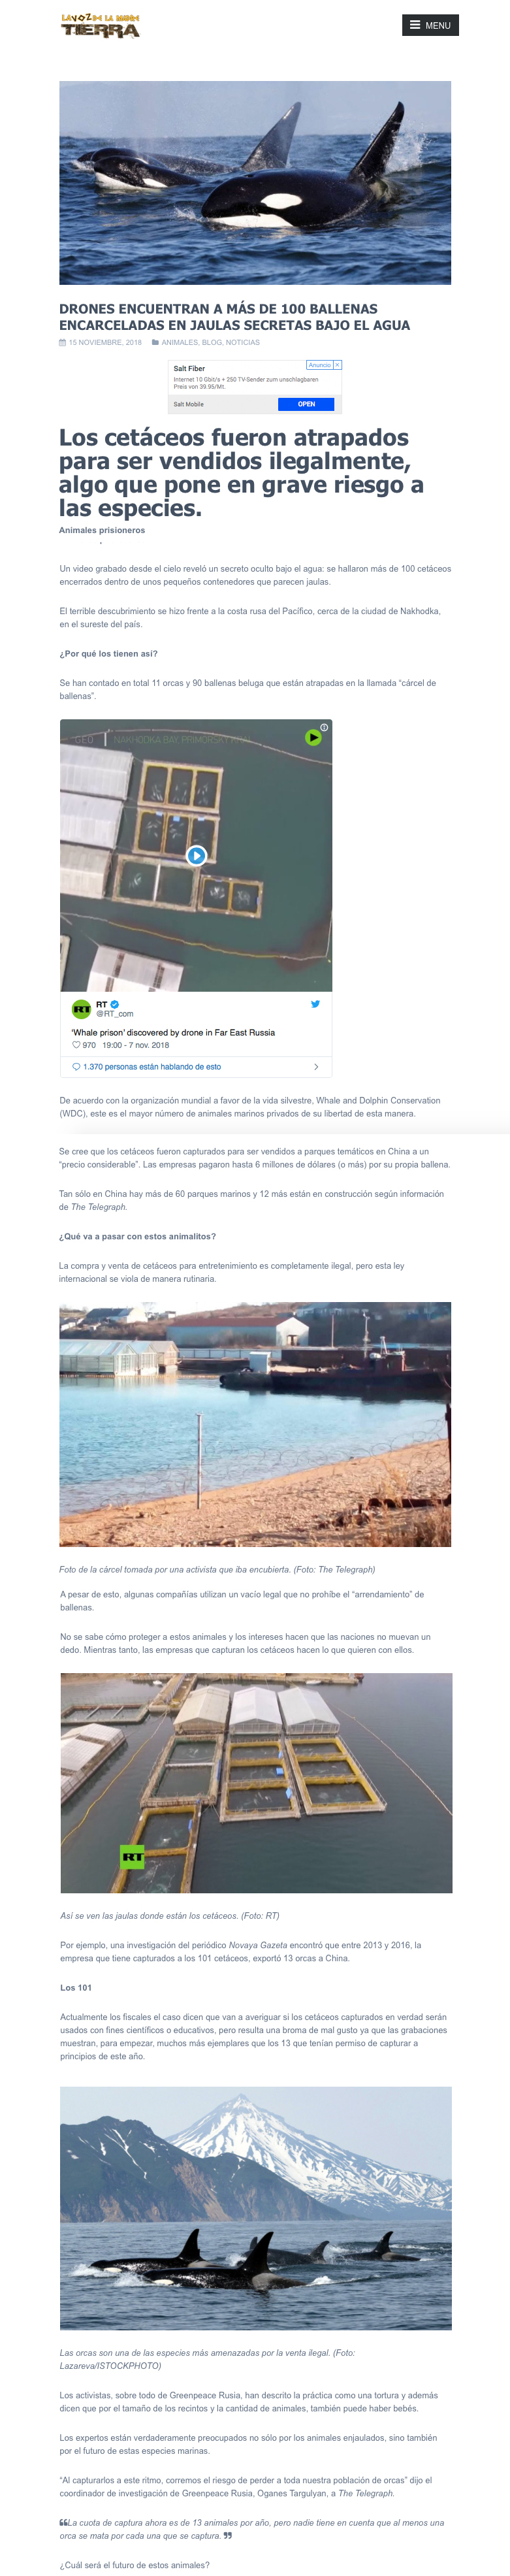 LA VOZ DE LA MADRE
TIERRA
MENU
DRONES ENCUENTRAN A MÁS DE 100 BALLENAS
ENCARCELADAS EN JAULAS SECRETAS BAJO EL AGUA
15 NOVIEMBRE, 2018 ANIMALES, BLOG, NOTICIAS
Anuncio
Salt Fiber
Internet 10 Gbit/s + 250 TV-Sender zum unschlagbaren
Preis von 39.95/Mt.
Salt Mobile OPEN
Los cetáceos fueron atrapados
para ser vendidos ilegalmente,
algo que pone en grave riesgo a
las especies.
Animales prisioneros
.
Un video grabado desde el cielo reveló un secreto oculto bajo el agua: se hallaron más de 100 cetáceos
encerrados dentro de unos pequeños contenedores que parecen jaulas.
El terrible descubrimiento se hizo frente a la costa rusa del Pacífico, cerca de la ciudad de Nakhodka,
en el sureste del país.
¿Por qué los tienen así?
Se han contado en total 11 orcas y 90 ballenas beluga que están atrapadas en la llamada “cárcel de
ballenas”.
GEO NAKHODKA BAY, PRIMORSKY KRAI
RT RT
@RT_com
'Whale prison' discovered by drone in Far East Russia
970 19:00 - 7 nov. 2018
1.370 personas están hablando de esto
De acuerdo con la organización mundial a favor de la vida silvestre, Whale and Dolphin Conservation
(WDC), este es el mayor número de animales marinos privados de su libertad de esta manera.
Se cree que los cetáceos fueron capturados para ser vendidos a parques temáticos en China a un
“precio considerable”. Las empresas pagaron hasta 6 millones de dólares (o más) por su propia ballena.
Tan sólo en China hay más de 60 parques marinos y 12 más están en construcción según información
de The Telegraph.
¿Qué va a pasar con estos animalitos?
La compra y venta de cetáceos para entretenimiento es completamente ilegal, pero esta ley
internacional se viola de manera rutinaria.
Foto de la cárcel tomada por una activista que iba encubierta. (Foto: The Telegraph)
A pesar de esto, algunas compañías utilizan un vacío legal que no prohíbe el “arrendamiento” de
ballenas.
No se sabe cómo proteger a estos animales y los intereses hacen que las naciones no muevan un
dedo. Mientras tanto, las empresas que capturan los cetáceos hacen lo que quieren con ellos.
RT
Así se ven las jaulas donde están los cetáceos. (Foto: RT)
Por ejemplo, una investigación del periódico Novaya Gazeta encontró que entre 2013 y 2016, la
empresa que tiene capturados a los 101 cetáceos, exportó 13 orcas a China.
Los 101
Actualmente los fiscales el caso dicen que van a averiguar si los cetáceos capturados en verdad serán
usados con fines científicos o educativos, pero resulta una broma de mal gusto ya que las grabaciones
muestran, para empezar, muchos más ejemplares que los 13 que tenían permiso de capturar a
principios de este año.
Las orcas son una de las especies más amenazadas por la venta ilegal. (Foto:
Lazareva/ISTOCKPHOTO)
Los activistas, sobre todo de Greenpeace Rusia, han descrito la práctica como una tortura y además
dicen que por el tamaño de los recintos y la cantidad de animales, también puede haber bebés.
Los expertos están verdaderamente preocupados no sólo por los animales enjaulados, sino también
por el futuro de estas especies marinas.
“Al capturarlos a este ritmo, corremos el riesgo de perder a toda nuestra población de orcas” dijo el
coordinador de investigación de Greenpeace Rusia, Oganes Targulyan, a The Telegraph.
“La cuota de captura ahora es de 13 animales por año, pero nadie tiene en cuenta que al menos una
orca se mata por cada una que se captura. ”
¿Cuál será el futuro de estos animales?